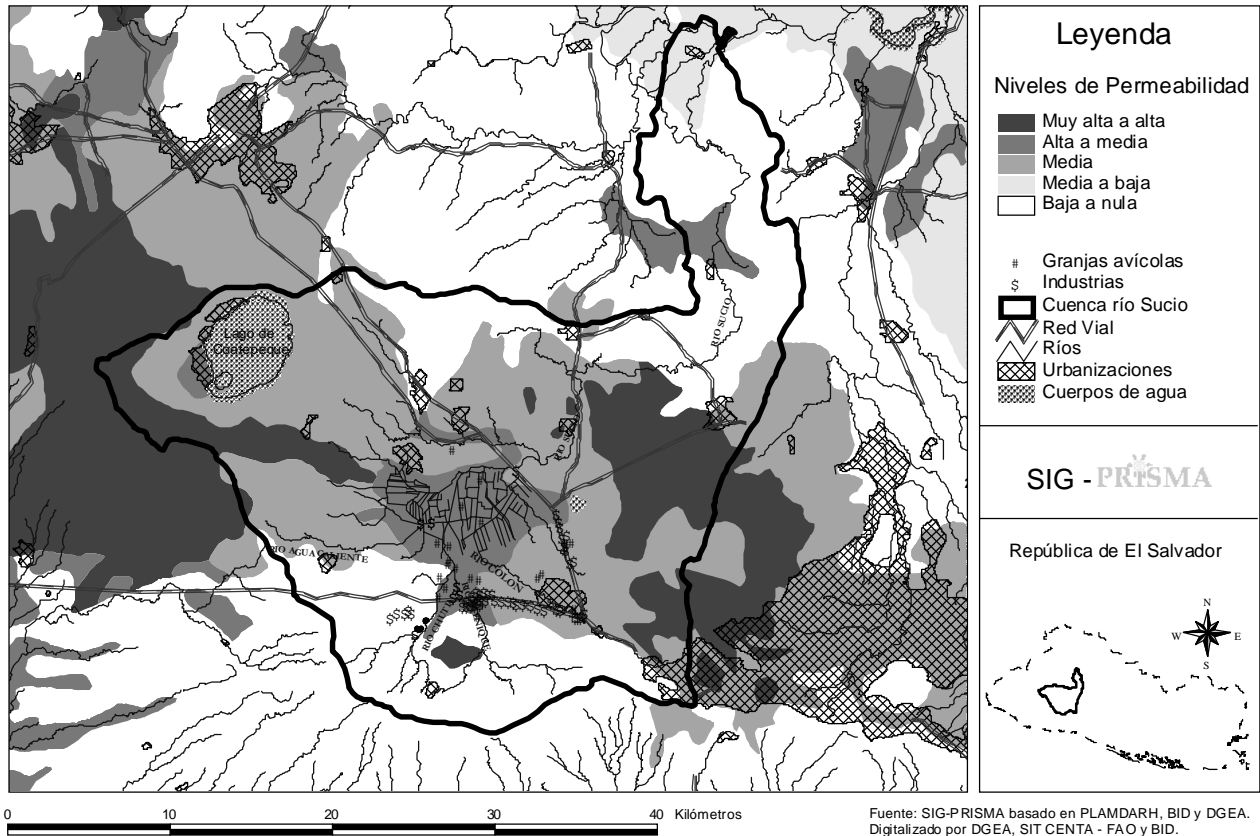 Lago de
Coatepeque
RIO SUCIO
RIO AGUA CALIENTE
RIO COLON
Leyenda
Niveles de Permeabilidad
Muy alta a alta
Alta a media
Media
Media a baja
Baja a nula
# Granjas avícolas
$ Industrias
Cuenca río Sucio
Red Vial
Ríos
Urbanizaciones
Cuerpos de agua
SIG - PRISMA
República de El Salvador
N
W E
S
0 10 20 30 40 Kilómetros
Fuente: SIG-PRISMA basado en PLAMDARH, BID y DGEA.
Digitalizado por DGEA, SIT CENTA - FAO y BID.